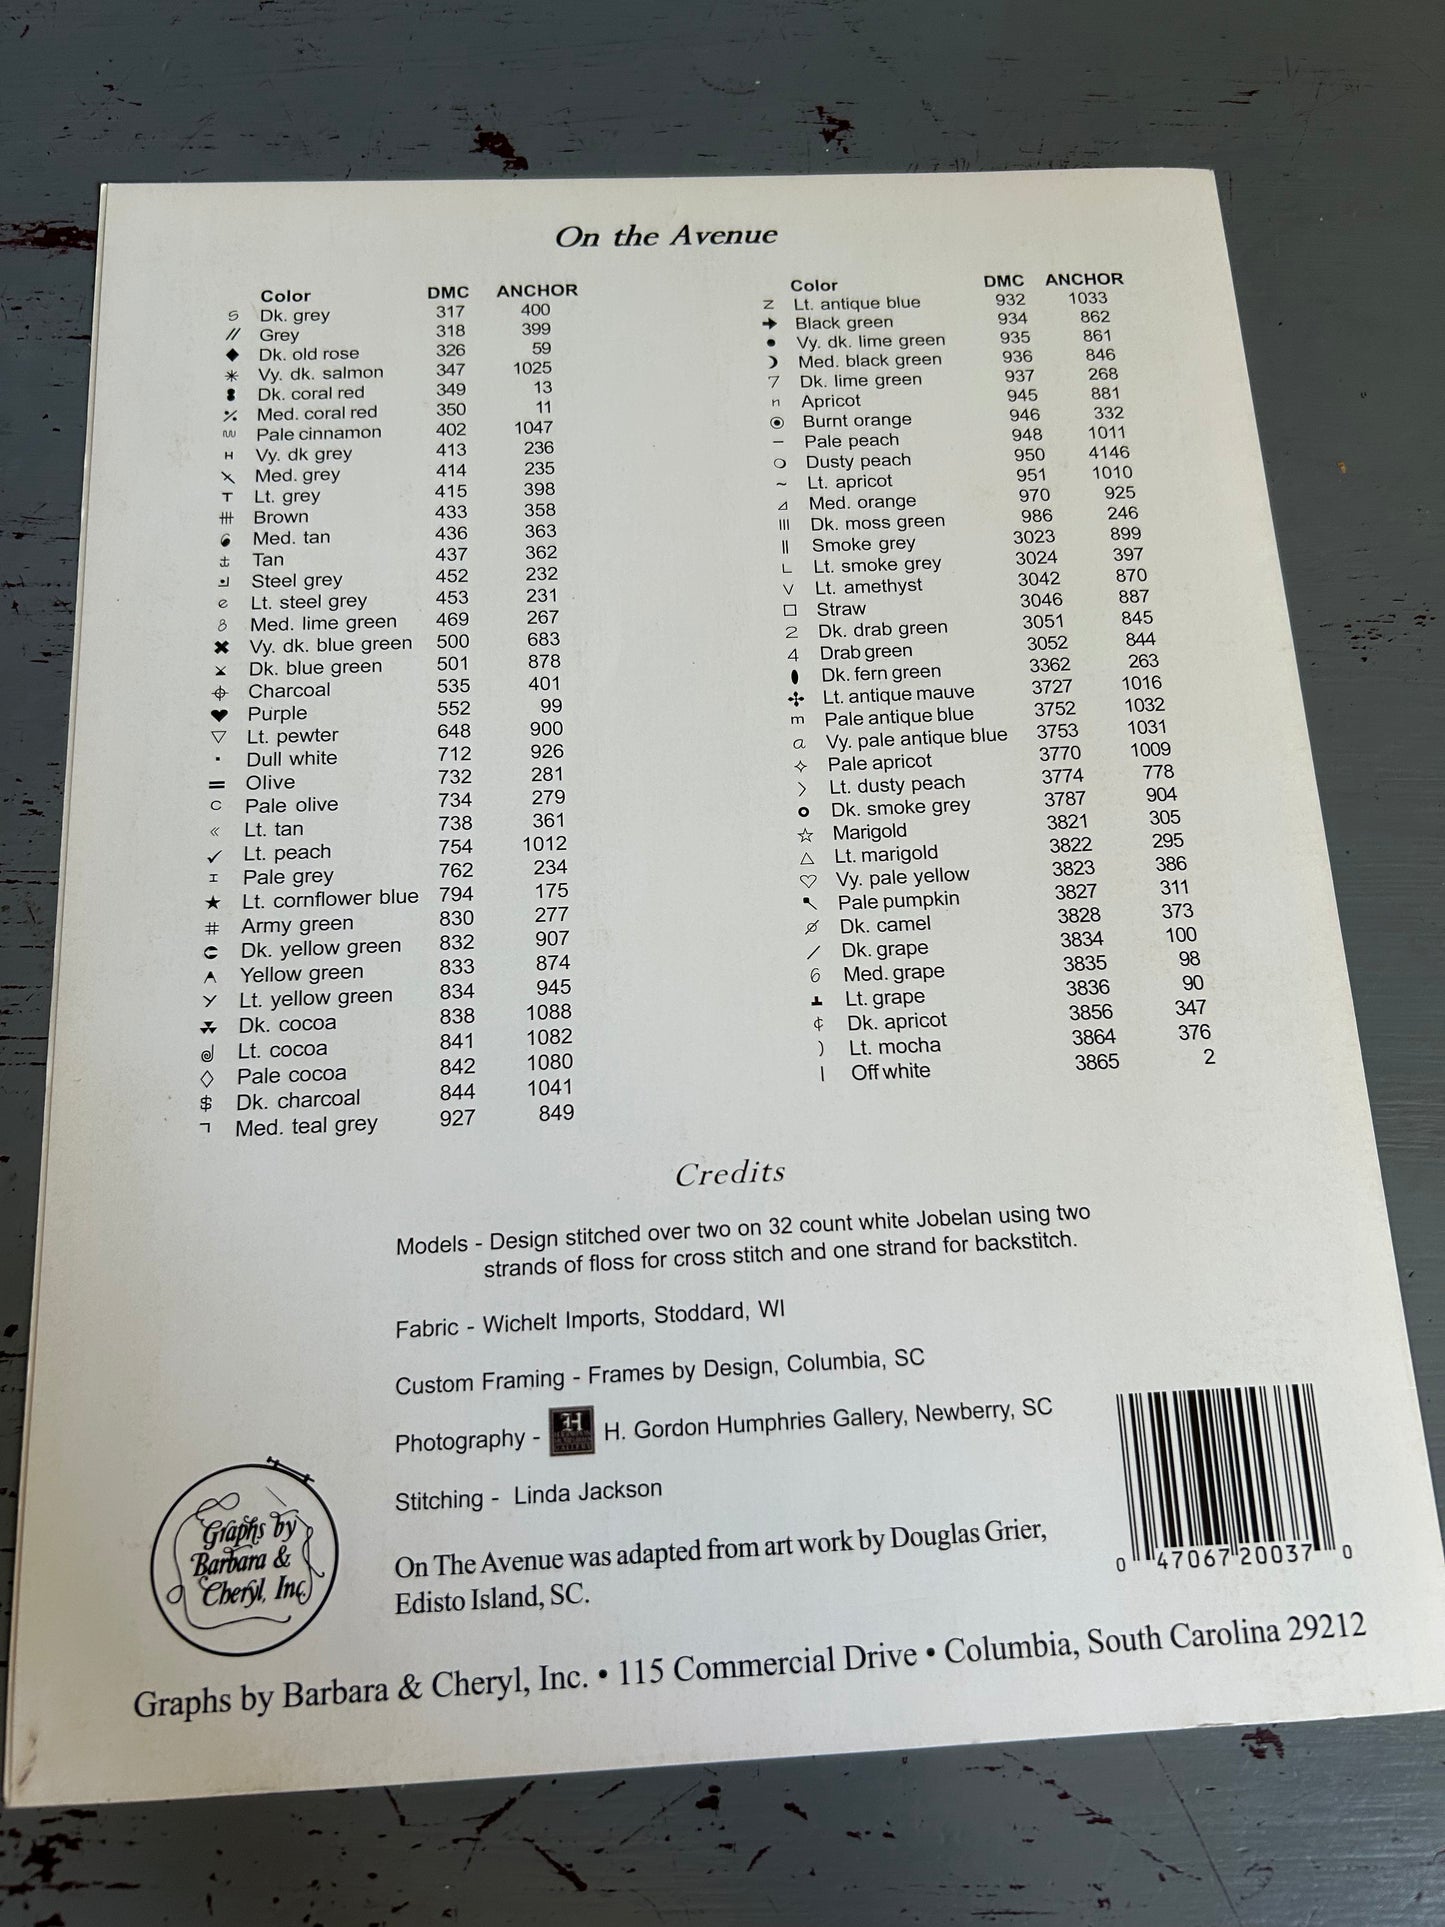 On the Avenue
Color DMC ANCHOR
Dk. grey 317 400
Grey 318 399
Dk. old rose 326 59
Vy. dk. salmon 347 1025
Dk. coral red 349 13
Med. coral red 350 11
Pale cinnamon 402 1047
H Vy. dk grey 413 236
Med. grey 414 235
T Lt. grey 415 398
Brown 433 358
Med. tan 436 363
Tan 437 362
Steel grey 452 232
e Lt. steel grey 453 231
8 Med. lime green 469 267
Vy. dk. blue green 500 683
Dk. blue green 501 878
Charcoal 535 401
♥ Purple 552 99
▽ Lt. pewter 648 900
Dull white 712 926
= Olive 732 281
C Pale olive 734 279
« Lt. tan 738 361
✓ Lt. peach 754 1012
I Pale grey 762 234
★ Lt. cornflower blue 794 175
# Army green 830 277
Dk. yellow green 832 907
Yellow green 833 874
Y Lt. yellow green 834 945
Dk. cocoa 838 1088
Lt. cocoa 841 1082
◇ Pale cocoa 842 1080
$ Dk. charcoal 844 1041
Med. teal grey 927 849
Color DMC ANCHOR
Z Lt. antique blue 932 1033
Black green 934 862
● Vy. dk. lime green 935 861
Med. black green 936 846
7 Dk. lime green 937 268
n Apricot 945 881
Burnt orange 946 332
– Pale peach 948 1011
Dusty peach 950 4146
~ Lt. apricot 951 1010
Med. orange 970 925
Dk. moss green 986 246
|| Smoke grey 3023 899
L Lt. smoke grey 3024 397
V Lt. amethyst 3042 870
□ Straw 3046 887
2 Dk. drab green 3051 845
4 Drab green 3052 844
Dk. fern green 3362 263
Lt. antique mauve 3727 1016
m Pale antique blue 3752 1032
a Vy. pale antique blue 3753 1031
Pale apricot 3770 1009
Lt. dusty peach 3774 778
Dk. smoke grey 3787 904
☆ Marigold 3821 305
△ Lt. marigold 3822 295
♡ Vy. pale yellow 3823 386
Pale pumpkin 3827 311
Dk. camel 3828 373
/ Dk. grape 3834 100
6 Med. grape 3835 98
Lt. grape 3836 90
¢ Dk. apricot 3856 347
) Lt. mocha 3864 376
| Off white 3865 2
Credits
Models - Design stitched over two on 32 count white Jobelan using two
strands of floss for cross stitch and one strand for backstitch.
Fabric - Wichelt Imports, Stoddard, WI
Custom Framing - Frames by Design, Columbia, SC
Photography - H H. Gordon Humphries Gallery, Newberry, SC
Stitching - Linda Jackson
On The Avenue was adapted from art work by Douglas Grier,
Edisto Island, SC.
Graphs by
Barbara &
Cheryl, Inc.
0 47067 20037 0
Graphs by Barbara & Cheryl, Inc. • 115 Commercial Drive • Columbia, South Carolina 29212